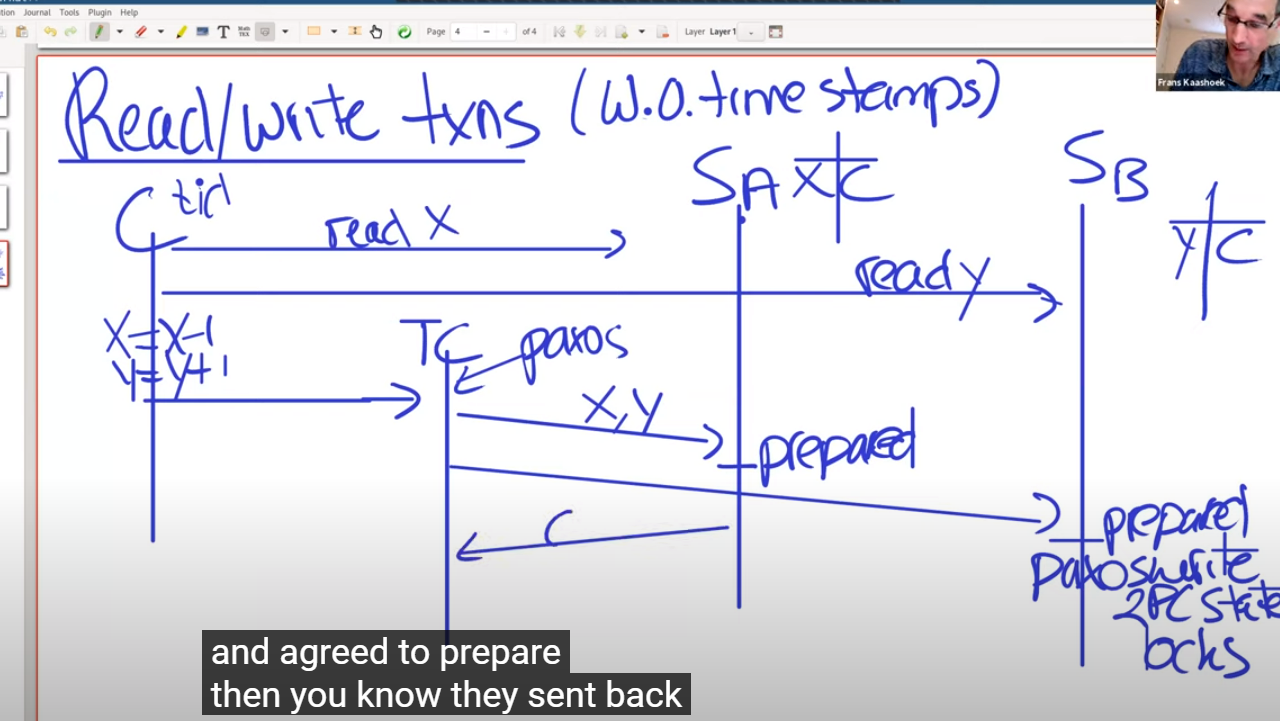 Journal Tools Plugin Help
Page 4 of 4 Layer Layer 1
Frans Kaashoek
Read/write txns (W.O. time stamps)
C tid
SA X C
SB
Y C
read X
read y
X=X-1
y=y+1
TC paxos
X,y
prepared
C
prepared
paxos write
2PC state
locks
and agreed to prepare
then you know they sent back